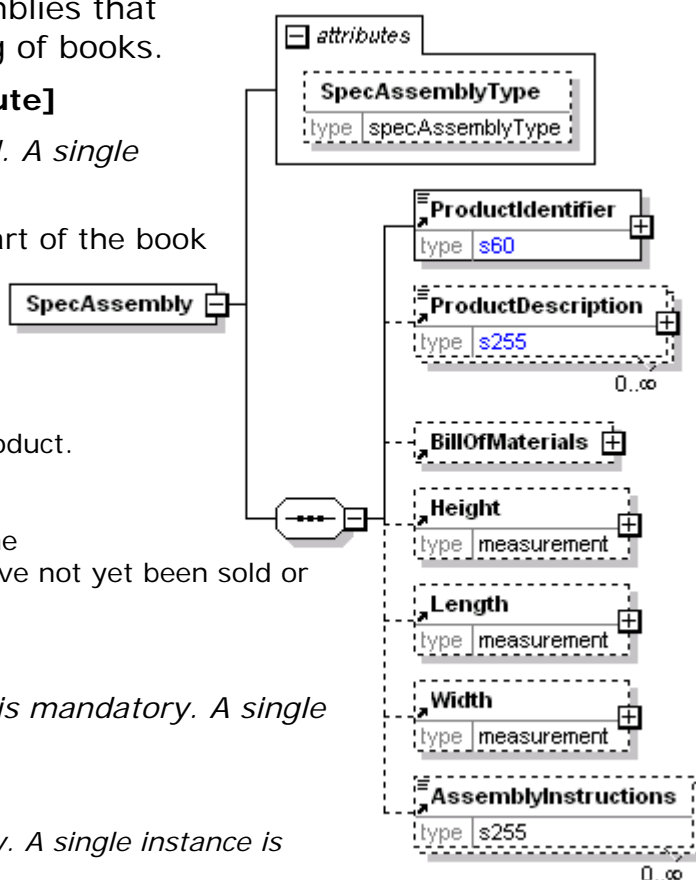 mblies that
g of books.
ute]
. A single
art of the book
oduct.
ne
ve not yet been sold or
is mandatory. A single
y. A single instance is
attributes
SpecAssemblyType
type specAssemblyType
SpecAssembly
ProductIdentifier
type s60
ProductDescription
type s255
0..∞
BillOfMaterials
Height
type measurement
Length
type measurement
Width
type measurement
AssemblyInstructions
type s255
0..∞